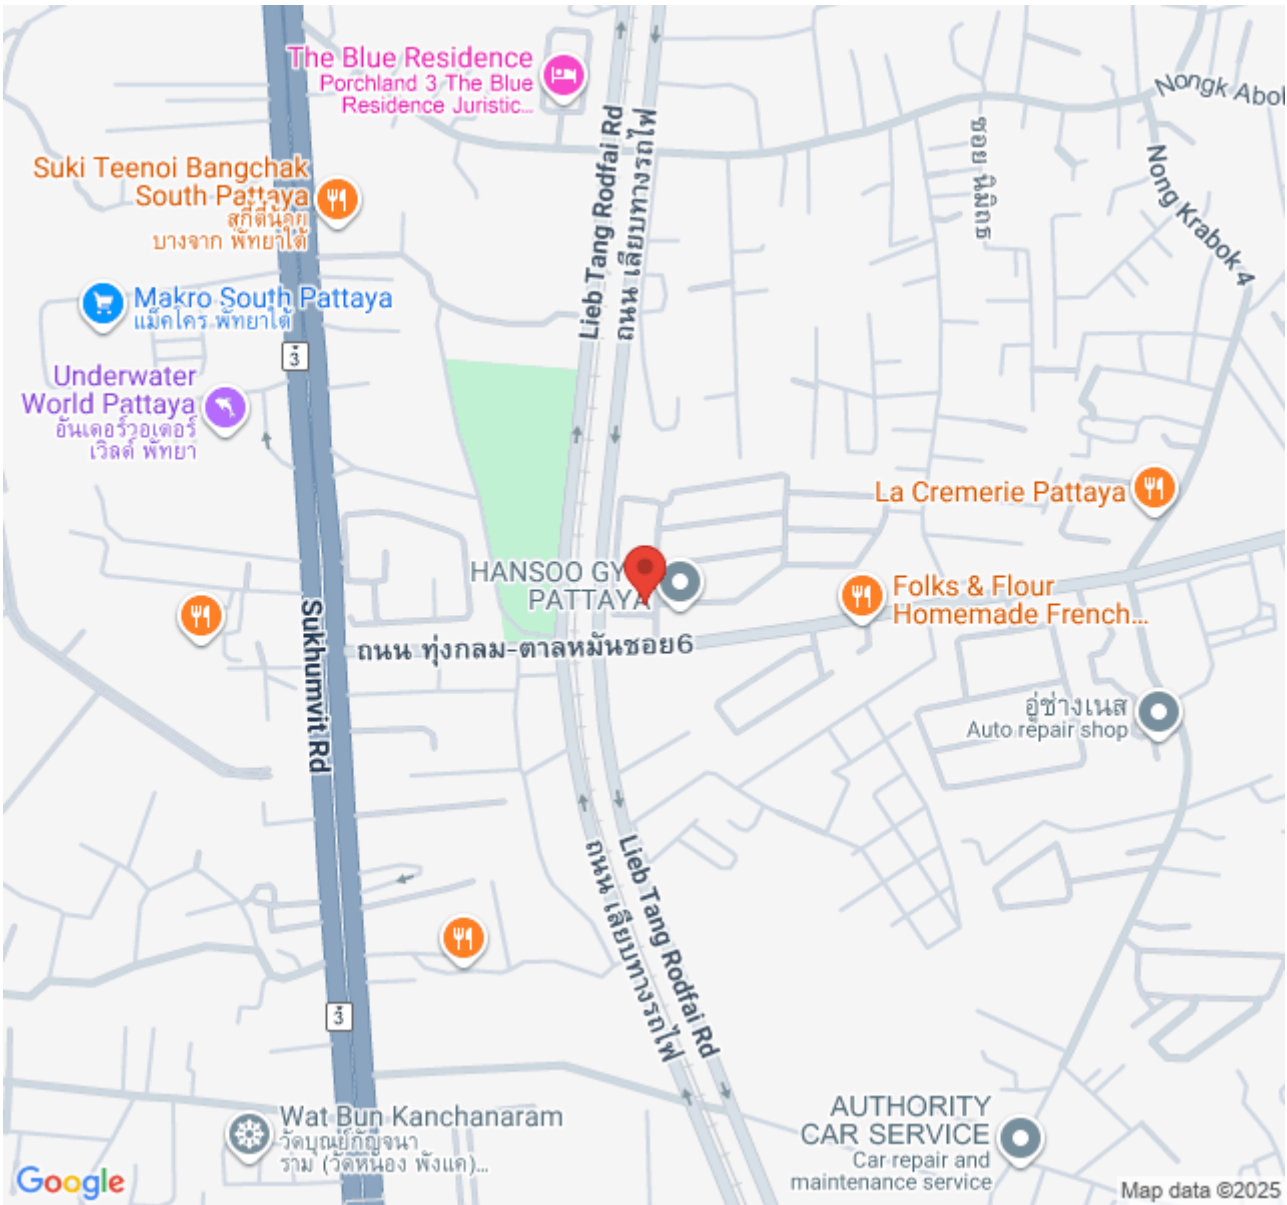 The Blue Residence
Porchland 3 The Blue
Residence Juristic...
Nongk Abok
ซอย นิมิตร
Nong Krabok 4
Lieb Tang Rodfai Rd
ถนน เลียบทางรถไฟ
Suki Teenoi Bangchak
South Pattaya
สุกี้ตี๋น้อย
บางจาก พัทยาใต้
Makro South Pattaya
แม็คโคร พัทยาใต้
3
Underwater
World Pattaya
อันเดอร์วอเตอร์
เวิลด์ พัทยา
La Cremerie Pattaya
HANSOO GY
PATTAYA
Folks & Flour
Homemade French...
Sukhumvit Rd
ถนน ทุ่งกลม-ตาลหมันซอย6
อู่ช่างเนส
Auto repair shop
ถนน เลียบทางรถไฟ
Lieb Tang Rodfai Rd
3
Wat Bun Kanchanaram
วัดบุณย์กัญจนา
ราม (วัดหนอง พังแค)...
AUTHORITY
CAR SERVICE
Car repair and
maintenance service
Google
Map data ©2025